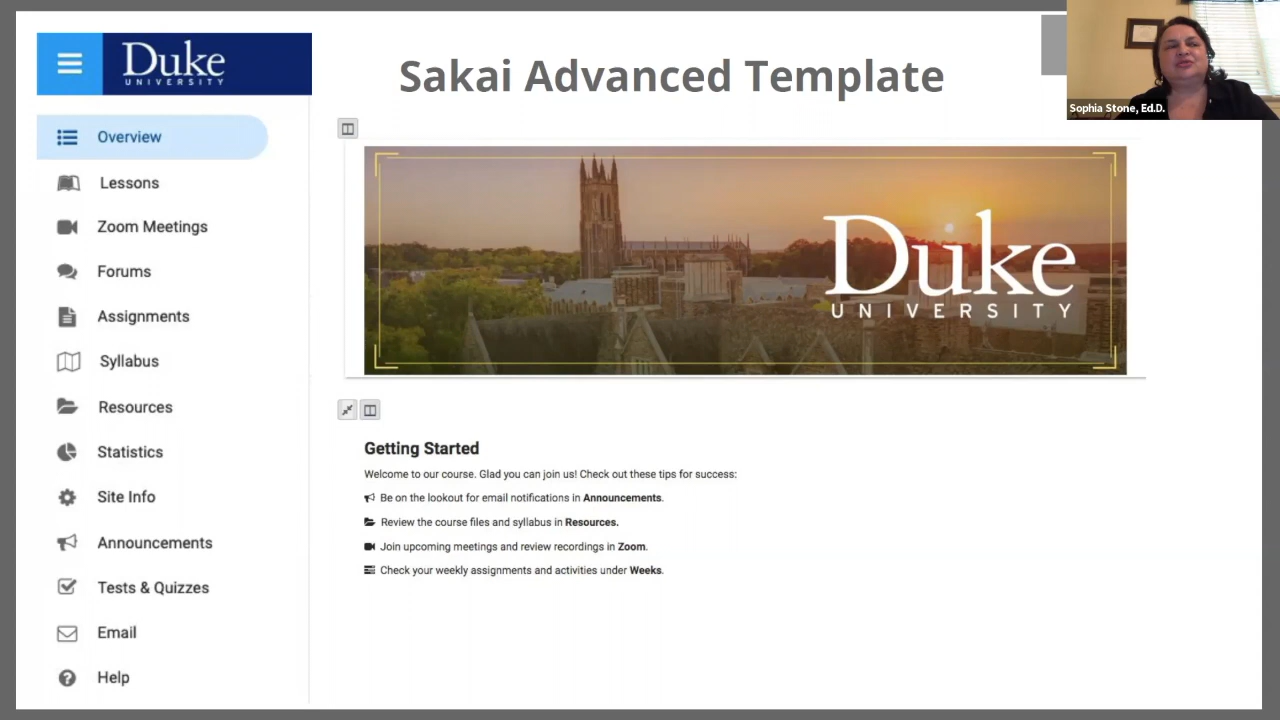 Duke
UNIVERSITY
Sakai Advanced Template
Sophia Stone, Ed.D.
Overview
Lessons
Zoom Meetings
Forums
Assignments
Syllabus
Resources
Statistics
Site Info
Announcements
Tests & Quizzes
Email
Help
Duke
UNIVERSITY
Getting Started
Welcome to our course. Glad you can join us! Check out these tips for success:
Be on the lookout for email notifications in Announcements.
Review the course files and syllabus in Resources.
Join upcoming meetings and review recordings in Zoom.
Check your weekly assignments and activities under Weeks.